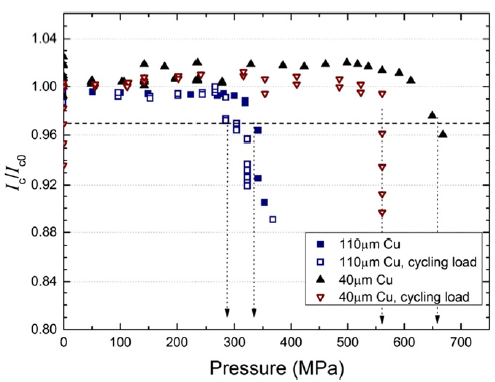 1.04
1.00
0.96
0.92
0.88
0.84
0.80
Ic/Ic0
0 100 200 300 400 500 600 700
Pressure (MPa)
110μm Cu
110μm Cu, cycling load
40μm Cu
40μm Cu, cycling load